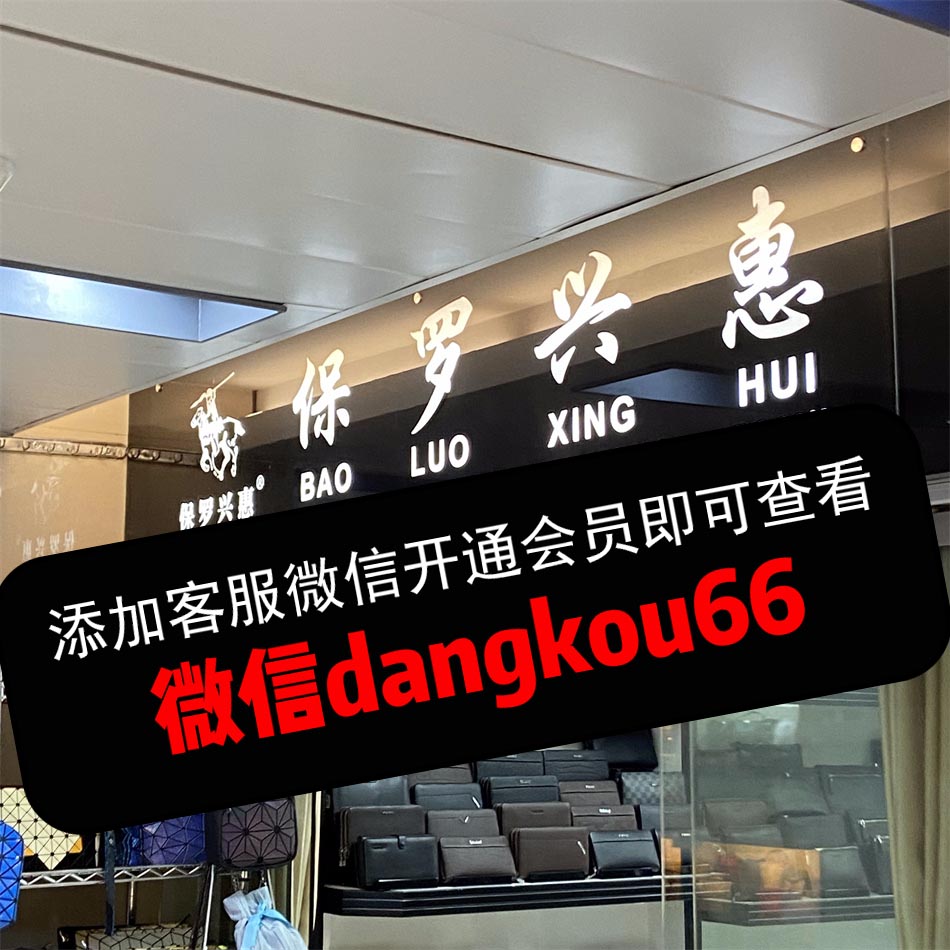 保罗兴惠
BAO LUO XING HUI
保罗兴惠®
添加客服微信开通会员即可查看
微信dangkou66